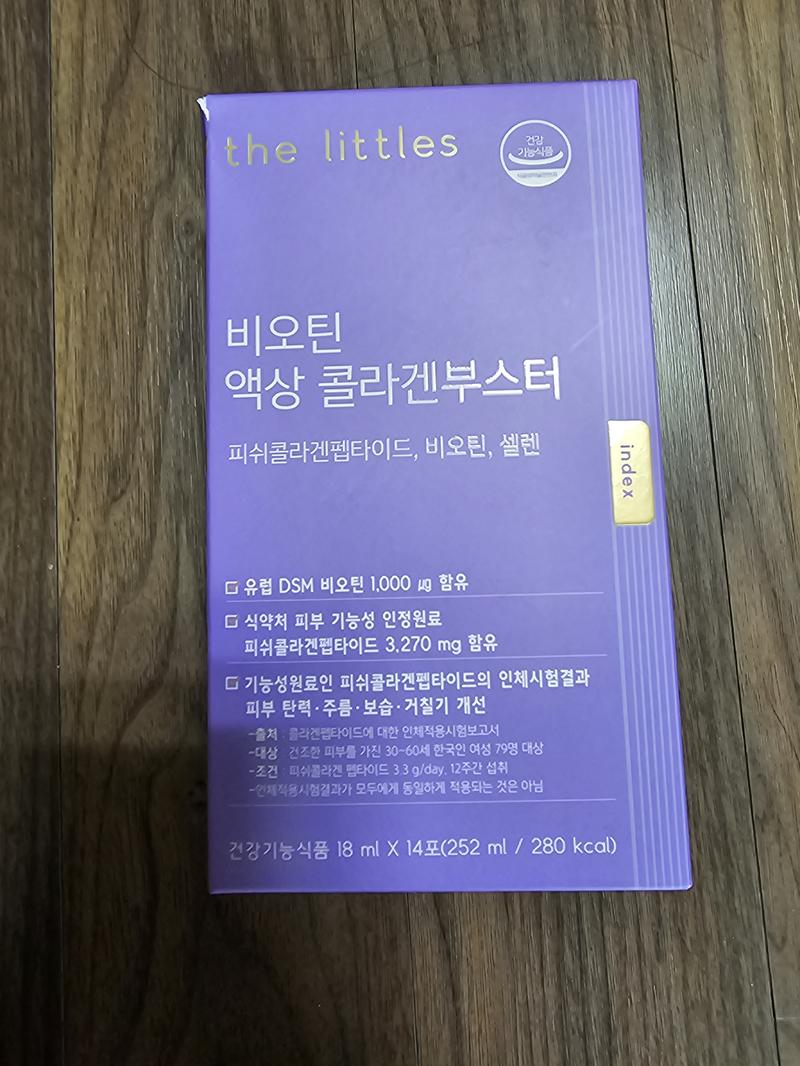 the littles
건강
기능식품
식품의약품안전처
비오틴
액상 콜라겐부스터
피쉬콜라겐펩타이드, 비오틴, 셀렌
index
유럽 DSM 비오틴 1,000 ㎍ 함유
식약처 피부 기능성 인정원료
피쉬콜라겐펩타이드 3,270 mg 함유
기능성원료인 피쉬콜라겐펩타이드의 인체시험결과
피부 탄력·주름·보습·거칠기 개선
-출처 : 콜라겐펩타이드에 대한 인체적용시험보고서
-대상 : 건조한 피부를 가진 30-60세 한국인 여성 79명 대상
-조건 : 피쉬콜라겐 펩타이드 3.3 g/day, 12주간 섭취
-인체적용시험결과가 모두에게 동일하게 적용되는 것은 아님
건강기능식품 18 ml X 14포(252 ml / 280 kcal)